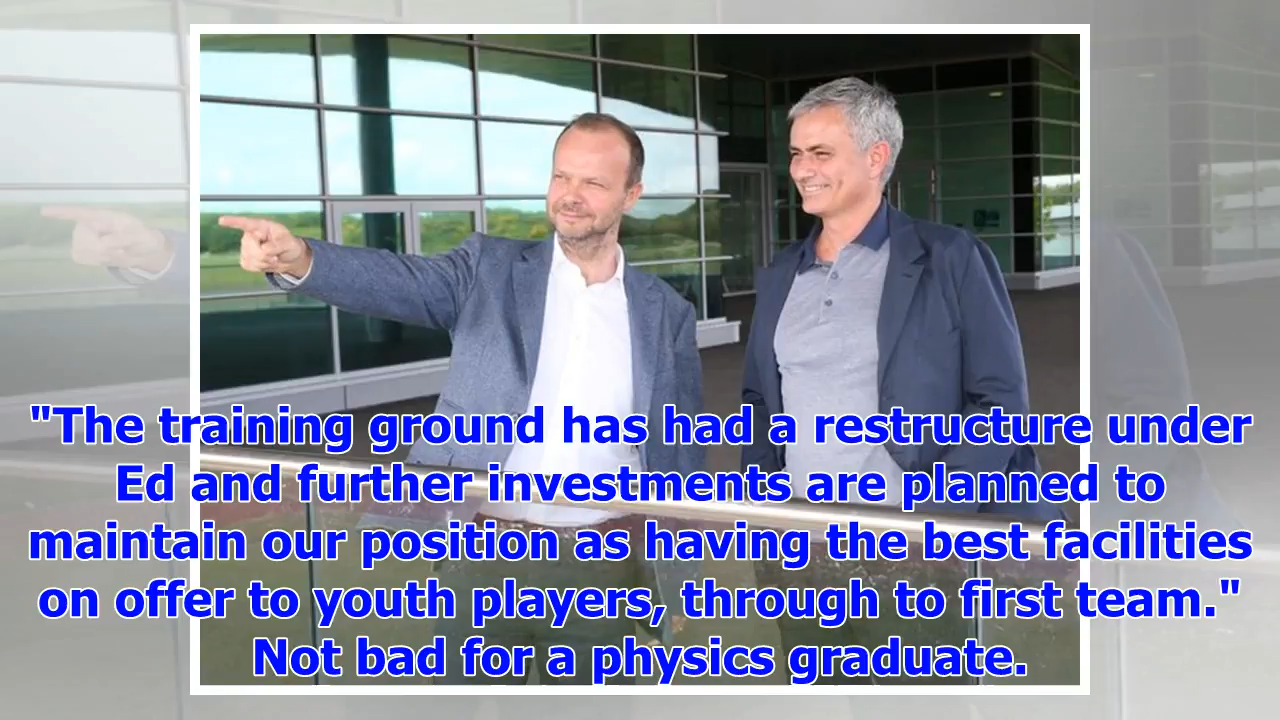 "The training ground has had a restructure under
Ed and further investments are planned to
maintain our position as having the best facilities
on offer to youth players, through to first team."
Not bad for a physics graduate.